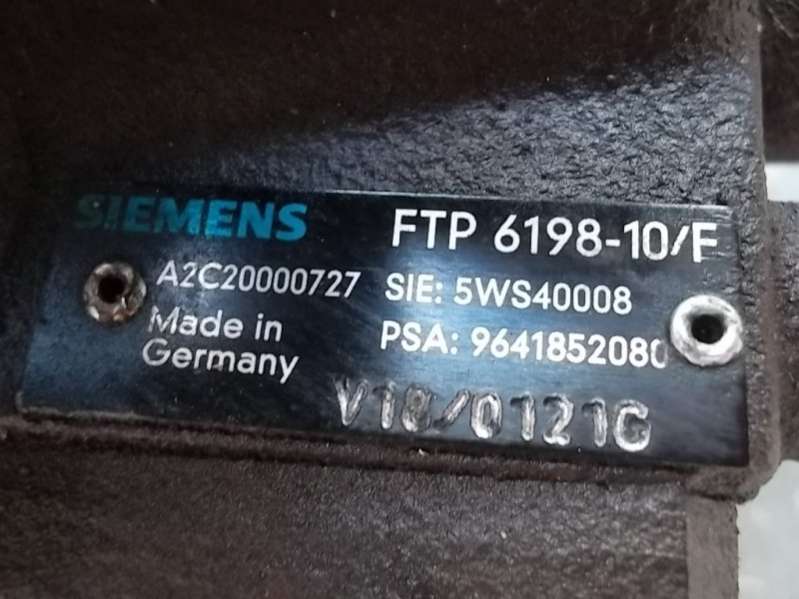 SIEMENS FTP 6198-10/F
A2C20000727 SIE: 5WS40008
Made in
Germany
PSA: 9641852080
V18/0121G